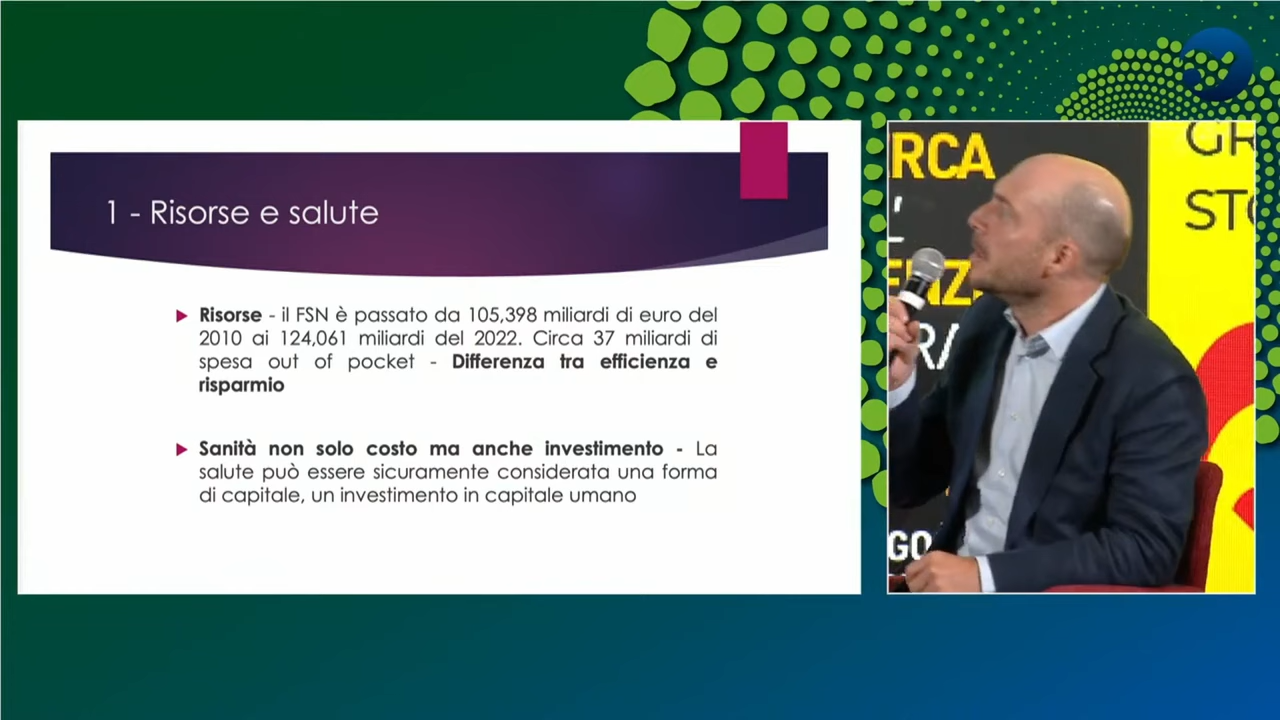 1 - Risorse e salute
Risorse - il FSN è passato da 105,398 miliardi di euro del
2010 ai 124,061 miliardi del 2022. Circa 37 miliardi di
spesa out of pocket - Differenza tra efficienza e
risparmio
Sanità non solo costo ma anche investimento - La
salute può essere sicuramente considerata una forma
di capitale, un investimento in capitale umano
RCA
GR
STO
ENZ
RA
GO